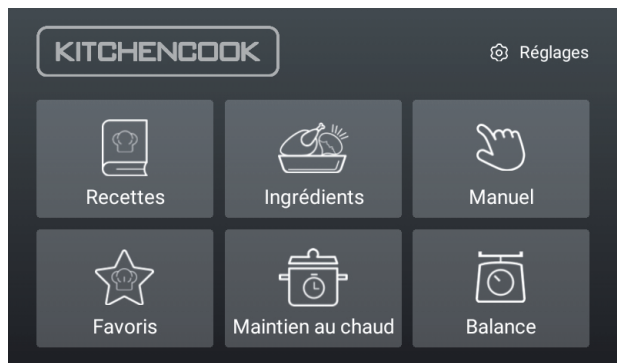 KITCHENCOOK
Réglages
Recettes
Ingrédients
Manuel
Favoris
Maintien au chaud
Balance